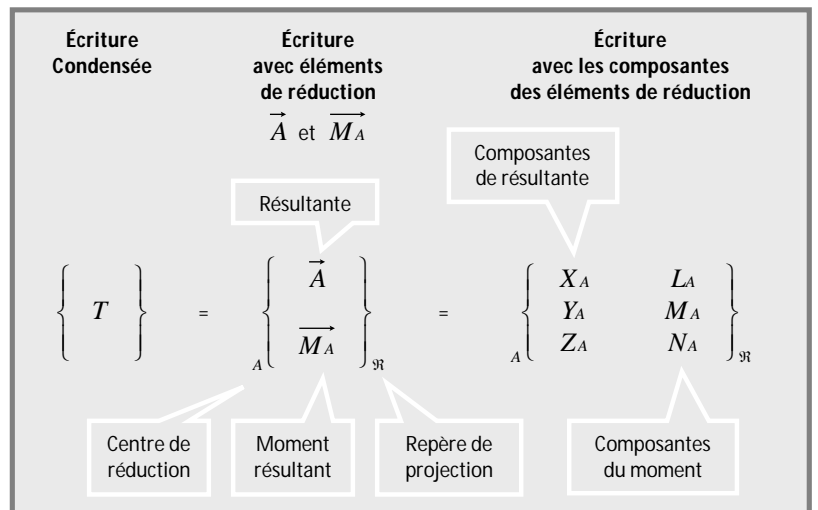 Écriture
Condensée
Écriture
avec éléments
de réduction
A et MA
Écriture
avec les composantes
des éléments de réduction
Résultante
Composantes
de résultante
{ T } = A{ A MA }ℜ = A{ XA LA
YA MA
ZA NA }ℜ
Centre de
réduction
Moment
résultant
Repère de
projection
Composantes
du moment